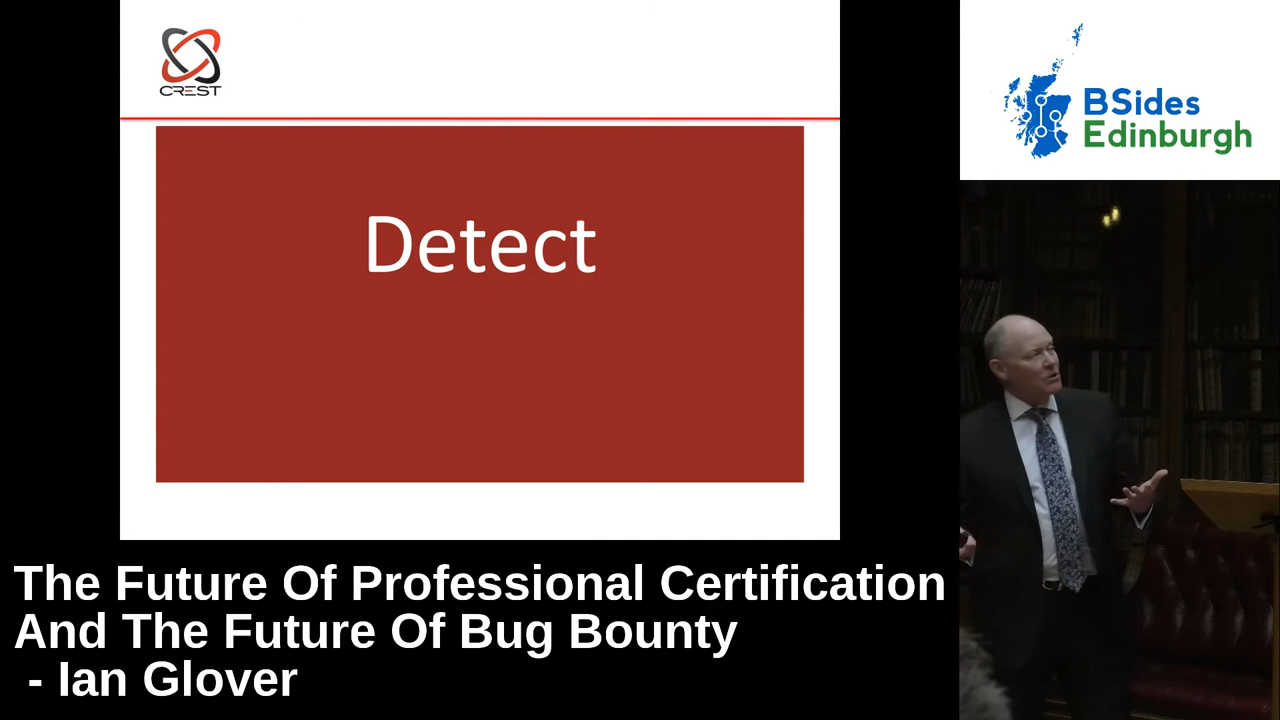 CREST
Detect
BSides
Edinburgh
The Future Of Professional Certification
And The Future Of Bug Bounty
- Ian Glover